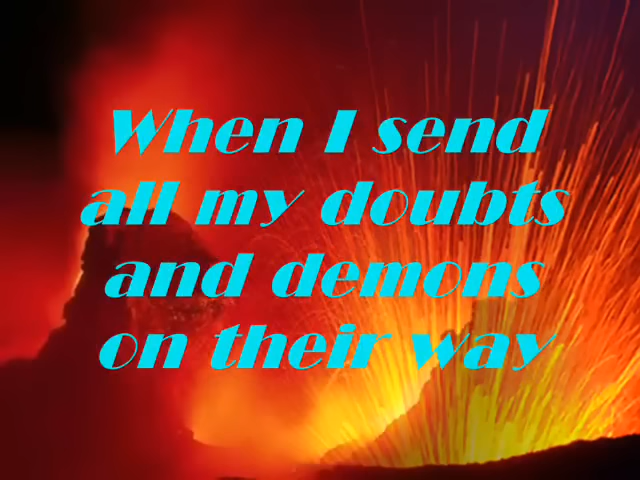 When I send
all my doubts
and demons
on their way